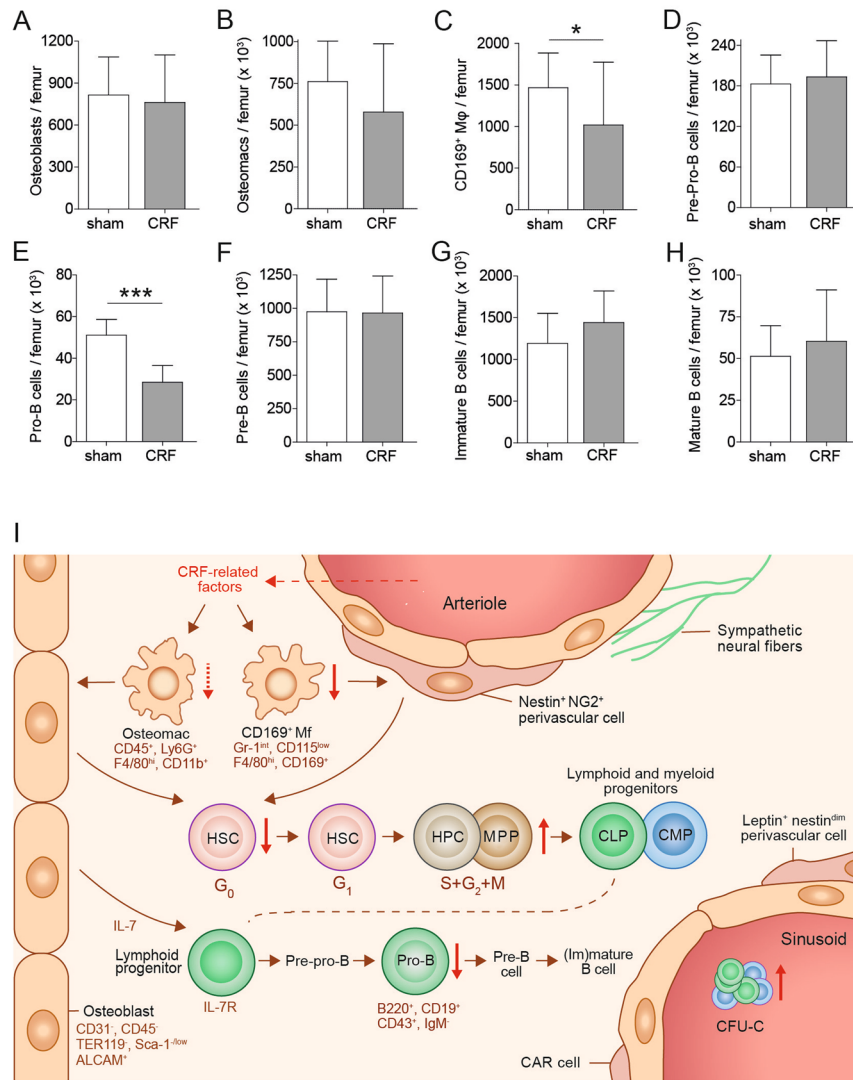 A
Osteoblasts / femur
1200
900
600
300
0
sham CRF
B
Osteomacs / femur (x 10³)
1000
750
500
250
0
sham CRF
C
CD169⁺ Mφ / femur
2000
1500
1000
500
0
*
sham CRF
D
Pre-Pro-B cells / femur (x 10³)
240
180
120
60
0
sham CRF
E
Pro-B cells / femur (x 10³)
80
60
40
20
0
***
sham CRF
F
Pre-B cells / femur (x 10³)
1250
1000
750
500
250
0
sham CRF
G
Immature B cells / femur (x 10³)
2000
1600
1200
800
400
0
sham CRF
H
Mature B cells / femur (x 10³)
100
75
50
25
0
sham CRF
I
CRF-related
factors
Arteriole
Sympathetic
neural fibers
Nestin⁺ NG2⁺
perivascular cell
Osteomac
CD45⁺, Ly6G⁺
F4/80ʰⁱ, CD11b⁺
CD169⁺ Mf
Gr-1ⁱⁿᵗ, CD115ˡᵒʷ
F4/80ʰⁱ, CD169⁺
Lymphoid and myeloid
progenitors
HSC
G₀
HSC
G₁
HPC MPP
S+G₂+M
CLP CMP
Leptin⁺ nestinᵈⁱᵐ
perivascular cell
IL-7
Lymphoid
progenitor
IL-7R
Pre-pro-B
Pro-B
B220⁺, CD19⁺
CD43⁺, IgM⁻
Pre-B
cell
(Im)mature
B cell
Sinusoid
CFU-C
CAR cell
Osteoblast
CD31⁻, CD45⁻
TER119⁻, Sca-1⁻/ˡᵒʷ
ALCAM⁺